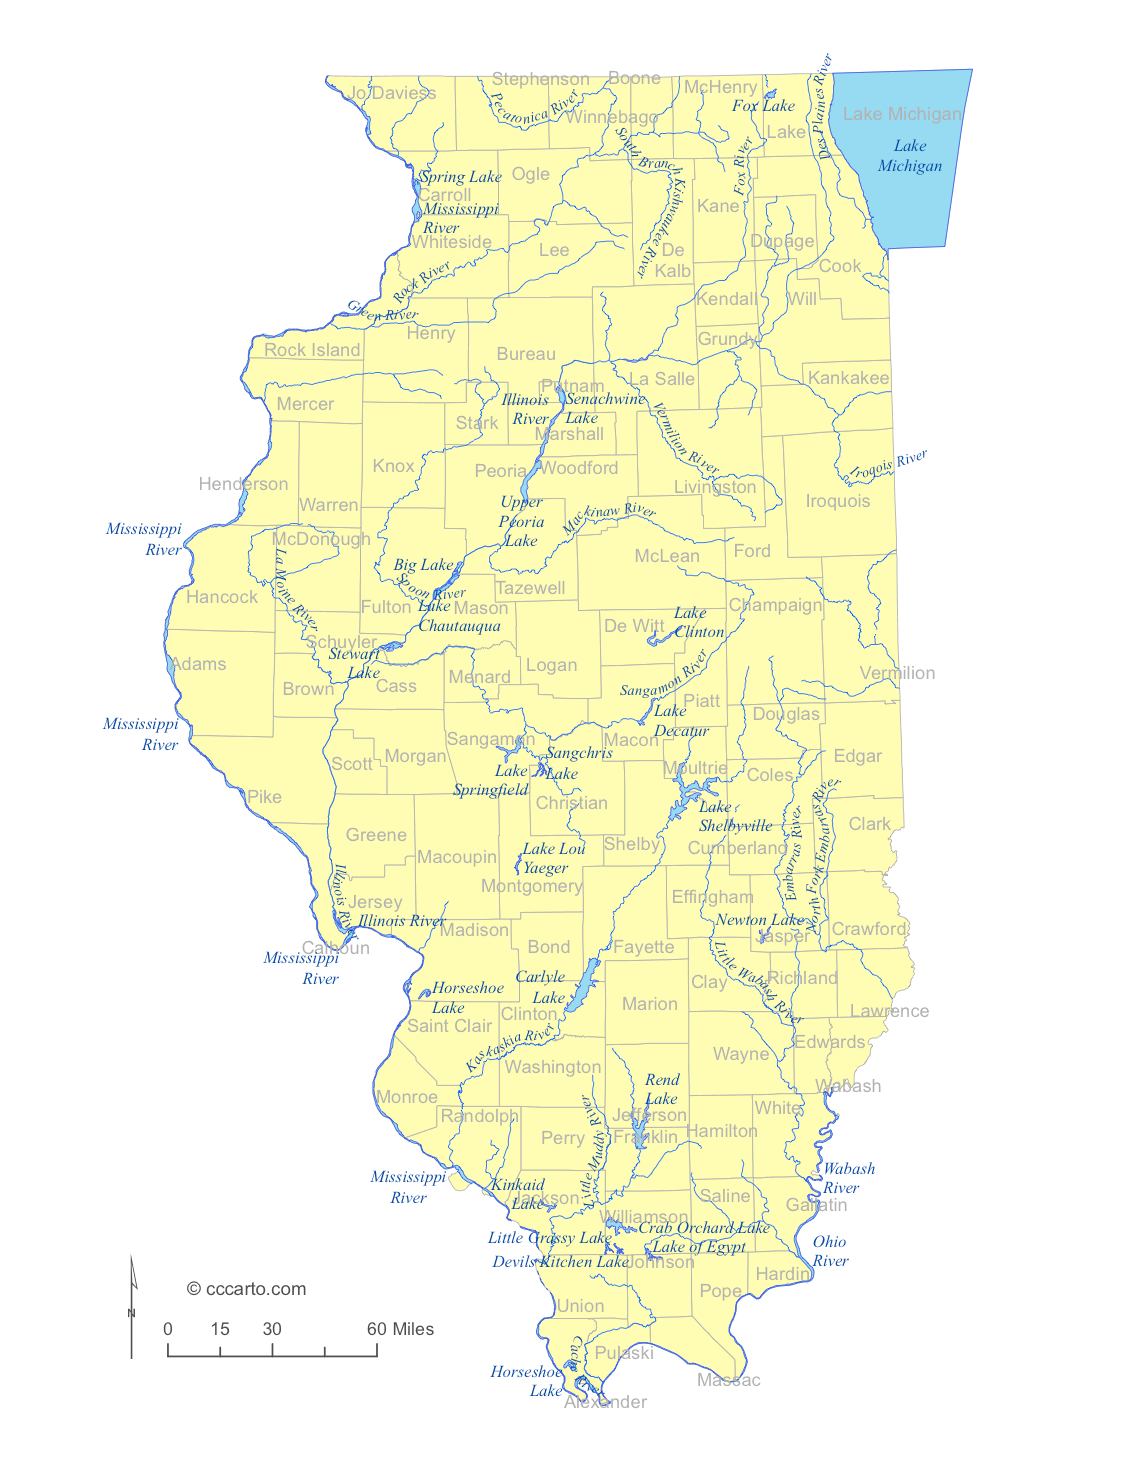 Stephenson
Boone
McHenry
Jo Daviess
Pecatonica River
Winnebago
Fox Lake
Lake
Des Plaines River
Lake Michigan
Lake
Michigan
South Branch Kishwaukee River
Fox River
Ogle
Spring Lake
Carroll
Mississippi
River
Whiteside
Kane
Lee
De
Kalb
Dupage
Cook
Rock River
Green River
Kendall
Will
Henry
Rock Island
Bureau
Grundy
Putnam
La Salle
Kankakee
Mercer
Illinois
River
Senachwine
Lake
Stark
Marshall
Vermilion River
Knox
Peoria
Woodford
Iroqois River
Henderson
Warren
Livingston
Iroquois
Upper
Peoria
Lake
Mackinaw River
Mississippi
River
McDonough
La Moine River
McLean
Ford
Big Lake
Spoon River
Tazewell
Hancock
Fulton
Lake
Chautauqua
Mason
Champaign
De Witt
Lake
Clinton
Schuyler
Stewart
Lake
Adams
Logan
Menard
Vermilion
Brown
Cass
Sangamon River
Piatt
Mississippi
River
Lake
Decatur
Douglas
Sangamon
Macon
Morgan
Scott
Sangchris
Lake
Edgar
Lake
Springfield
Moultrie
Coles
Pike
Christian
Lake
Shelbyville
Embarras River
North Fork Embarras River
Greene
Clark
Shelby
Cumberland
Macoupin
Lake Lou
Yaeger
Montgomery
Illinois River
Jersey
Effingham
Illinois River
Newton Lake
Madison
Jasper
Crawford
Calhoun
Bond
Fayette
Mississippi
River
Little Wabash River
Carlyle
Lake
Clay
Richland
Horseshoe
Lake
Marion
Clinton
Lawrence
Saint Clair
Kaskaskia River
Edwards
Wayne
Washington
Rend
Lake
Wabash
Monroe
Randolph
Little Muddy River
Jefferson
White
Perry
Franklin
Hamilton
Mississippi
River
Wabash
River
Kinkaid
Lake
Jackson
Saline
Gallatin
Williamson
Crab Orchard Lake
Little Grassy Lake
Lake of Egypt
Ohio
River
Devils Kitchen Lake
Johnson
Hardin
Pope
© cccarto.com
Union
N
0 15 30 60 Miles
Cache River
Pulaski
Horseshoe
Lake
Massac
Alexander